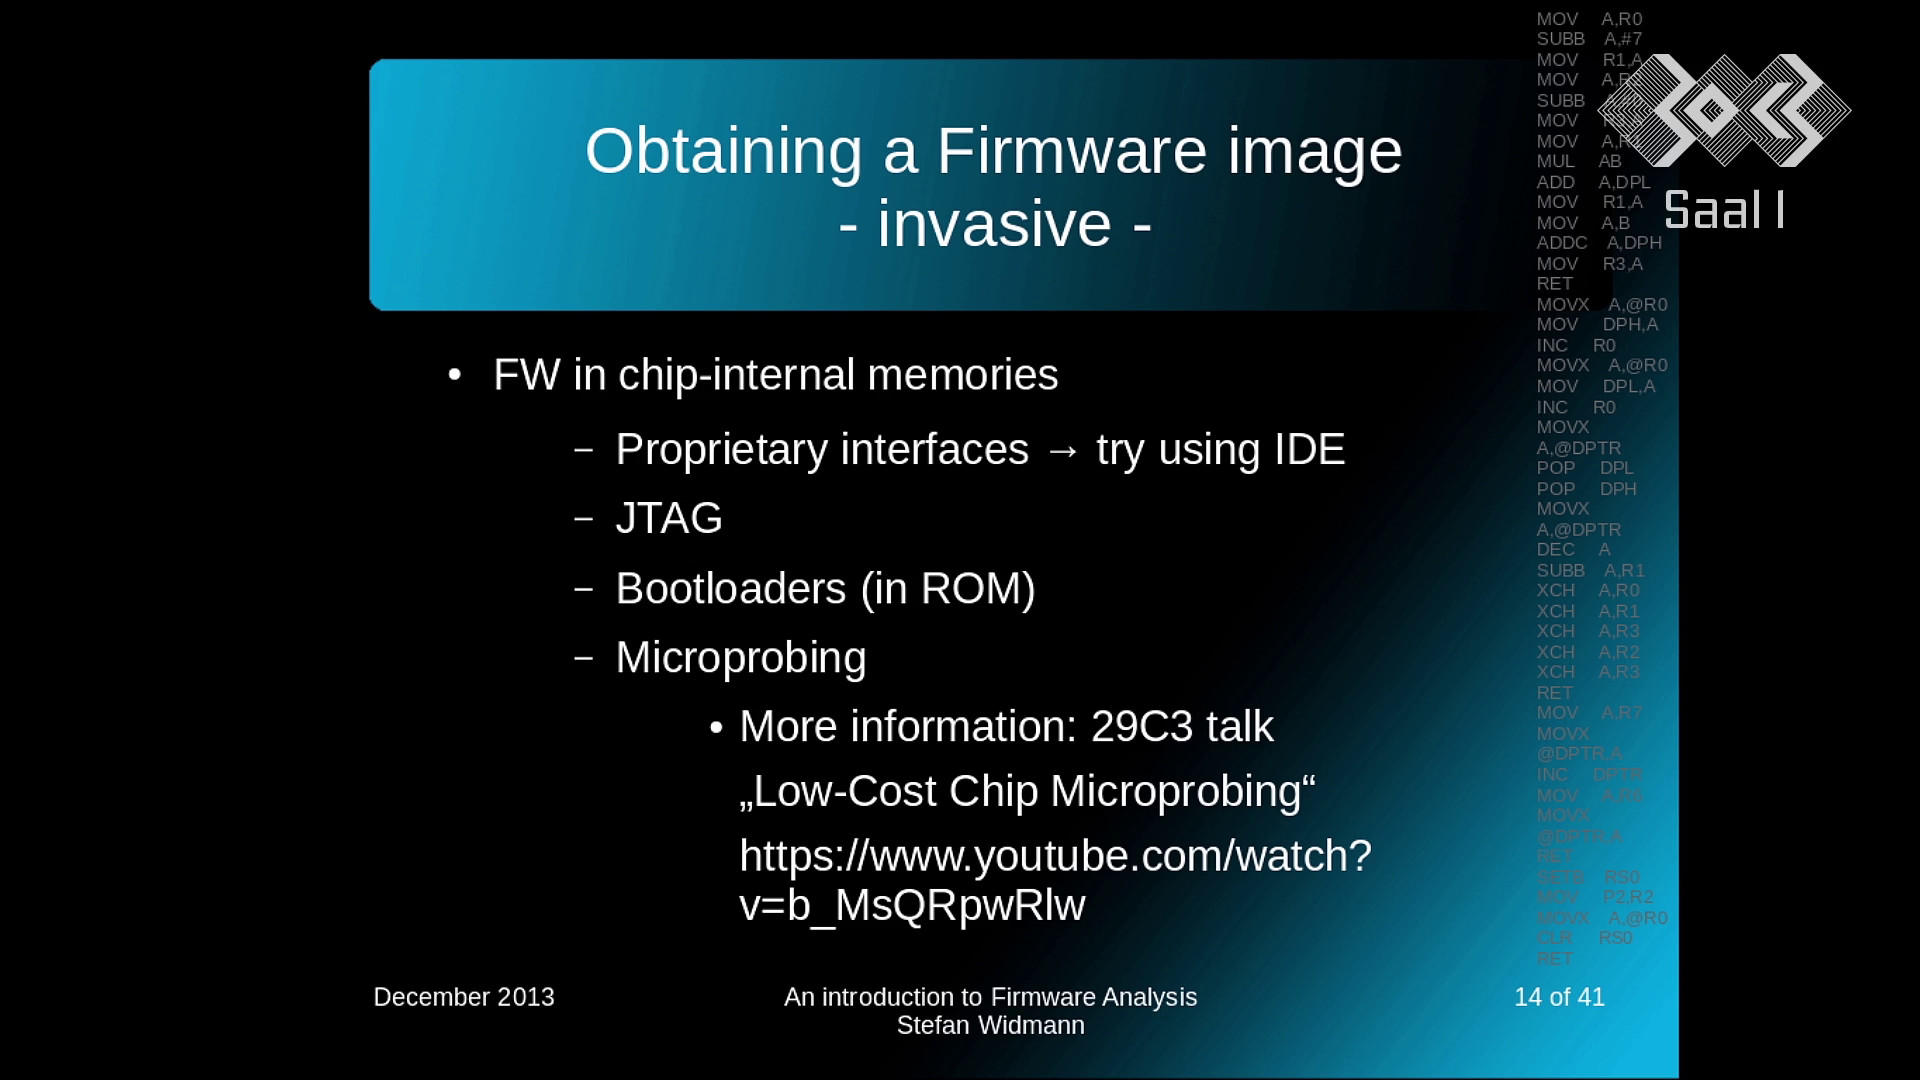 Obtaining a Firmware image
- invasive -
• FW in chip-internal memories
– Proprietary interfaces → try using IDE
– JTAG
– Bootloaders (in ROM)
– Microprobing
• More information: 29C3 talk
„Low-Cost Chip Microprobing“
https://www.youtube.com/watch?
v=b_MsQRpwRlw
December 2013
An introduction to Firmware Analysis
Stefan Widmann
14 of 41
Saal 1
MOV A,R0
SUBB A,#7
MOV R1,A
MOV
SUBB
MOV
MOV
MUL AB
ADD A,DPL
MOV R1,A
MOV A,B
ADDC A,DPH
MOV R3,A
RET
MOVX A,@R0
MOV DPH,A
INC R0
MOVX A,@R0
MOV DPL,A
INC R0
MOVX
A,@DPTR
POP DPL
POP DPH
MOVX
A,@DPTR
DEC A
SUBB A,R1
XCH A,R0
XCH A,R1
XCH A,R3
XCH A,R2
XCH A,R3
RET
MOV A,R7
MOVX
@DPTR,A
INC DPTR
MOV
MOVX
@DPTR,A
RET
SETB RS0
MOV P2,R2
MOVX A,@R0
CLR RS0
RET